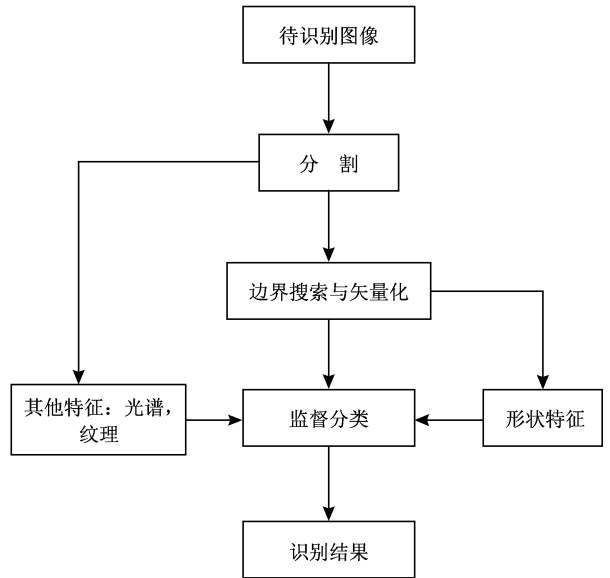 待识别图像
分 割
边界搜索与矢量化
其他特征：光谱，
纹理
监督分类
形状特征
识别结果